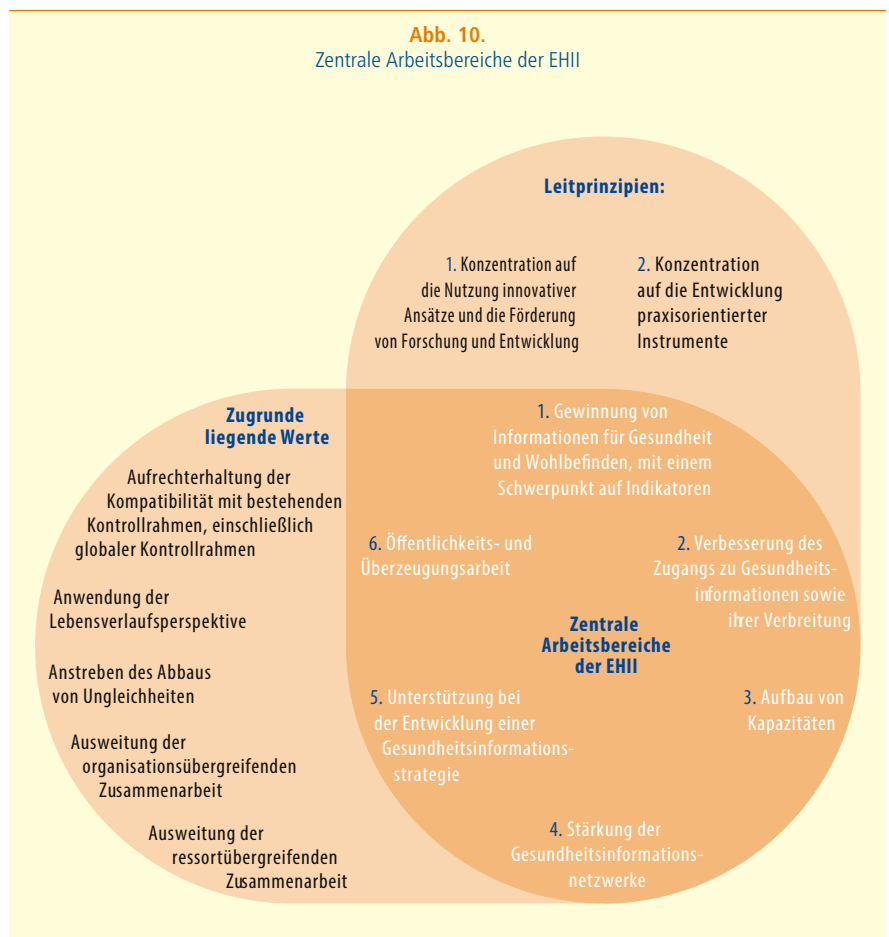 Abb. 10.
Zentrale Arbeitsbereiche der EHII
Leitprinzipien:
1. Konzentration auf
die Nutzung innovativer
Ansätze und die Förderung
von Forschung und Entwicklung
2. Konzentration
auf die Entwicklung
praxisorientierter
Instrumente
Zugrunde
liegende Werte
Aufrechterhaltung der
Kompatibilität mit bestehenden
Kontrollrahmen, einschließlich
globaler Kontrollrahmen
Anwendung der
Lebensverlaufsperspektive
Anstreben des Abbaus
von Ungleichheiten
Ausweitung der
organisationsübergreifenden
Zusammenarbeit
Ausweitung der
ressortübergreifenden
Zusammenarbeit
1. Gewinnung von
Informationen für Gesundheit
und Wohlbefinden, mit einem
Schwerpunkt auf Indikatoren
2. Verbesserung des
Zugangs zu Gesundheits-
informationen sowie
ihrer Verbreitung
Zentrale
Arbeitsbereiche
der EHII
3. Aufbau von
Kapazitäten
4. Stärkung der
Gesundheitsinformations-
netzwerke
5. Unterstützung bei
der Entwicklung einer
Gesundheitsinformations-
strategie
6. Öffentlichkeits- und
Überzeugungsarbeit